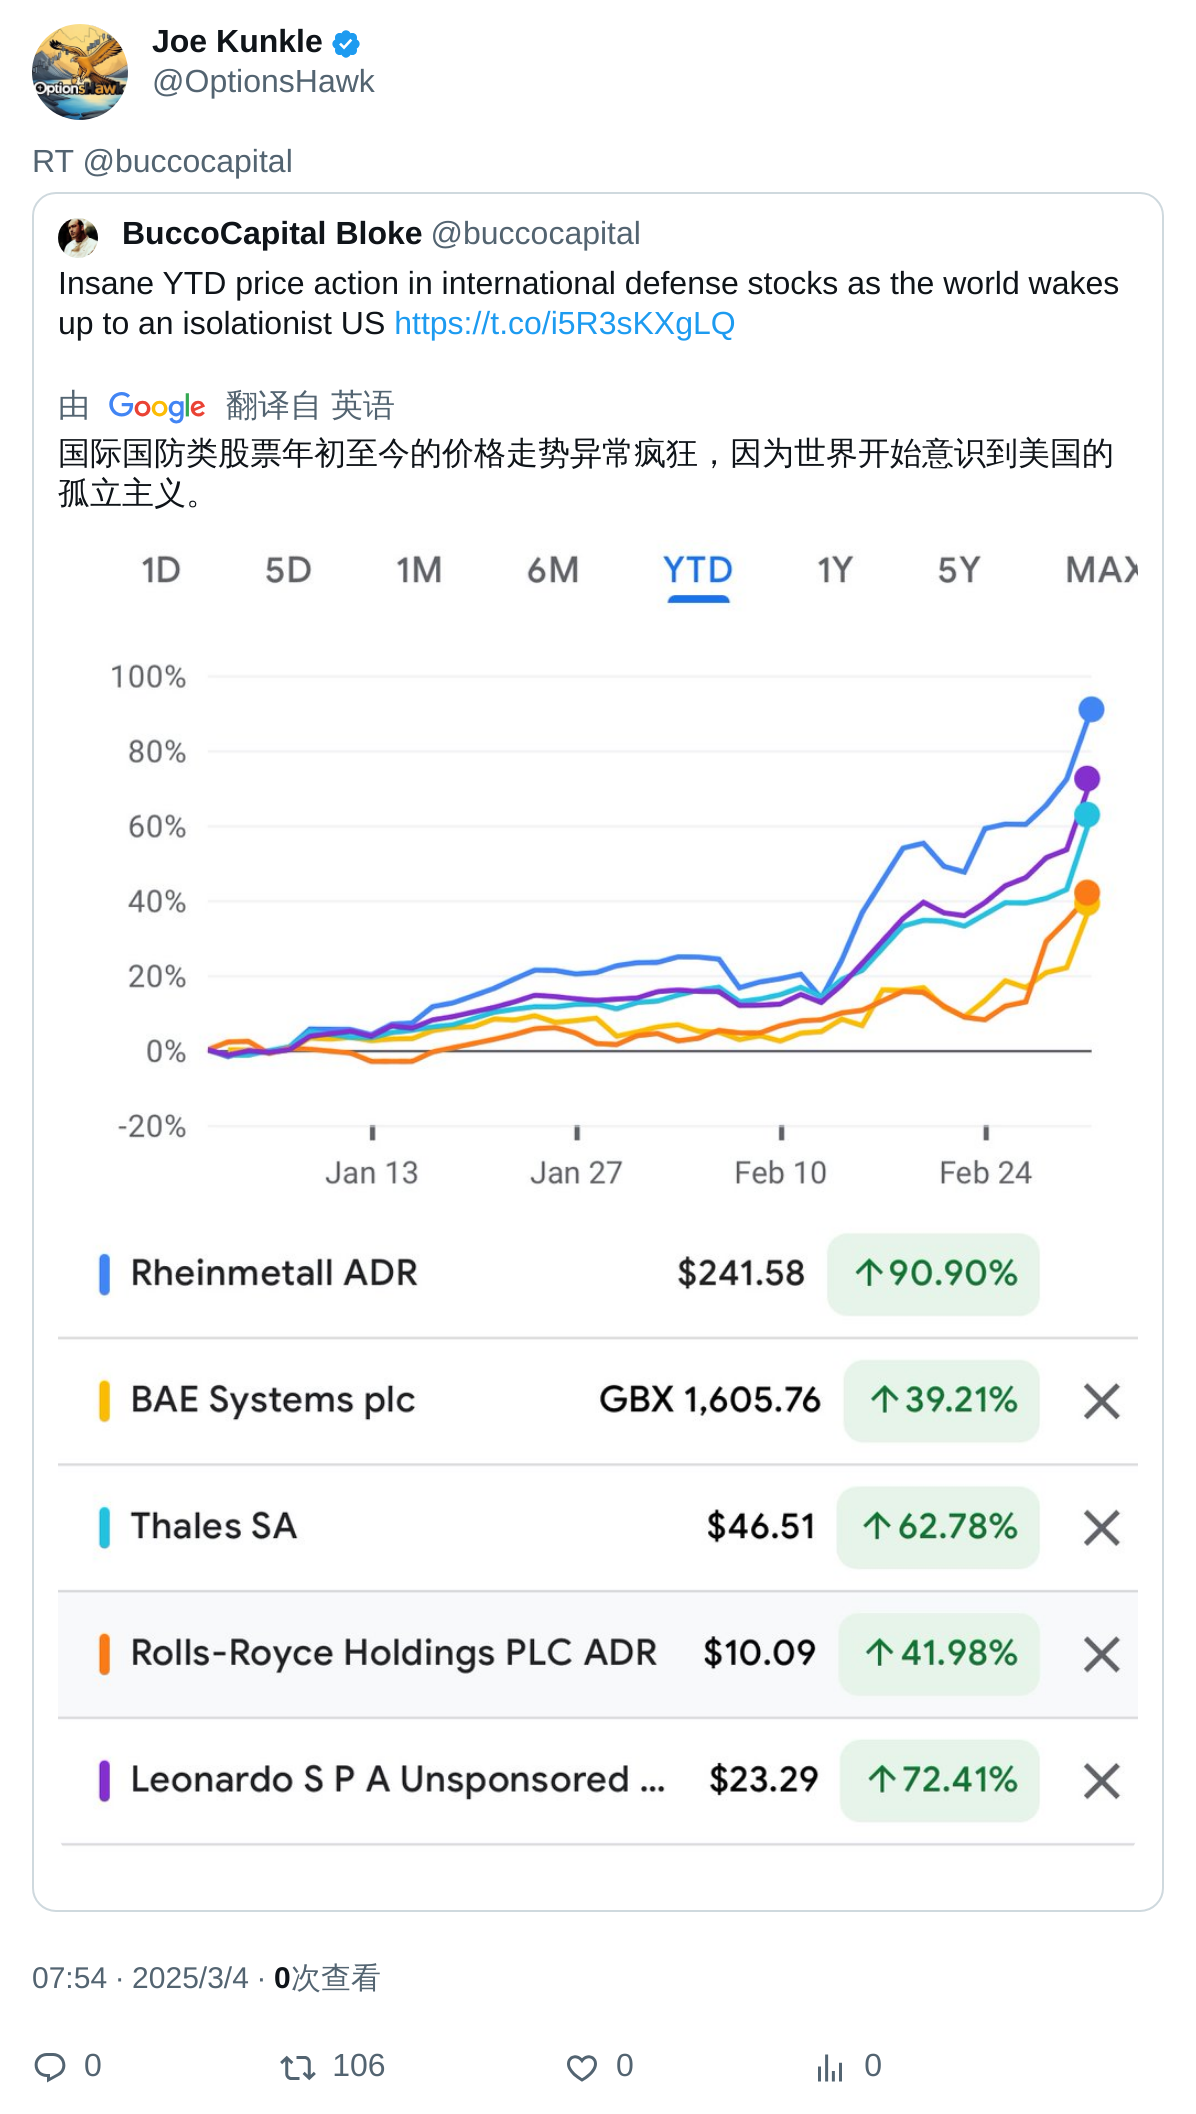 Joe Kunkle
@OptionsHawk
RT @buccocapital
BuccoCapital Bloke @buccocapital
Insane YTD price action in international defense stocks as the world wakes
up to an isolationist US https://t.co/i5R3sKXgLQ
由 Google 翻译自 英语
国际国防类股票年初至今的价格走势异常疯狂，因为世界开始意识到美国的
孤立主义。
1D 5D 1M 6M YTD 1Y 5Y MAX
100%
80%
60%
40%
20%
0%
-20%
Jan 13 Jan 27 Feb 10 Feb 24
Rheinmetall ADR $241.58 ↑90.90%
BAE Systems plc GBX 1,605.76 ↑39.21%
Thales SA $46.51 ↑62.78%
Rolls-Royce Holdings PLC ADR $10.09 ↑41.98%
Leonardo S P A Unsponsored ... $23.29 ↑72.41%
07:54 · 2025/3/4 · 0次查看
0 106 0 0